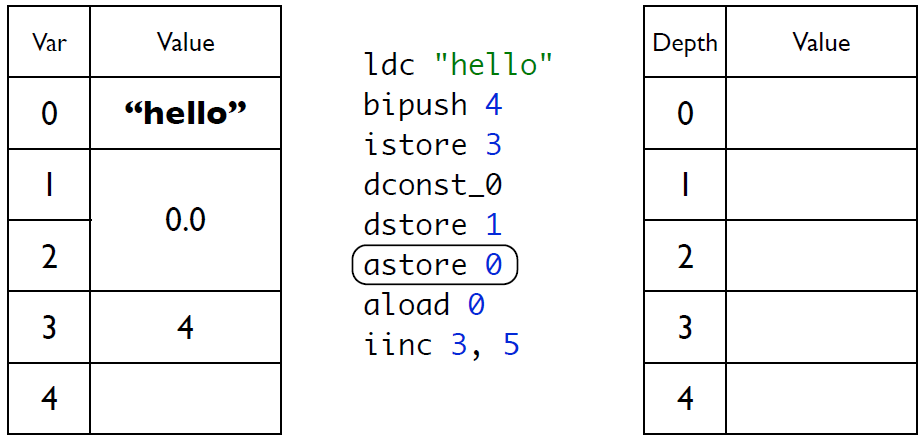 Var Value
0 “hello”
1
0.0
2
3 4
4
ldc "hello"
bipush 4
istore 3
dconst_0
dstore 1
astore 0
aload 0
iinc 3, 5
Depth Value
0
1
2
3
4